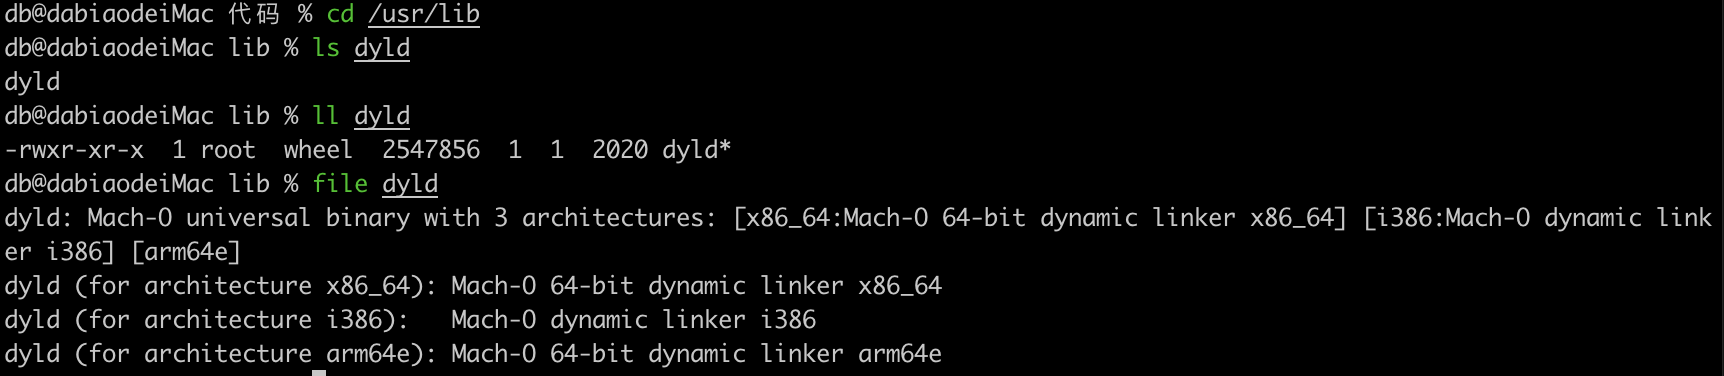 db@dabiaodeiMac 代码 % cd /usr/lib
db@dabiaodeiMac lib % ls dyld
dyld
db@dabiaodeiMac lib % ll dyld
-rwxr-xr-x  1 root  wheel  2547856  1  1  2020 dyld*
db@dabiaodeiMac lib % file dyld
dyld: Mach-O universal binary with 3 architectures: [x86_64:Mach-O 64-bit dynamic linker x86_64] [i386:Mach-O dynamic link
er i386] [arm64e]
dyld (for architecture x86_64): Mach-O 64-bit dynamic linker x86_64
dyld (for architecture i386):   Mach-O dynamic linker i386
dyld (for architecture arm64e): Mach-O 64-bit dynamic linker arm64e